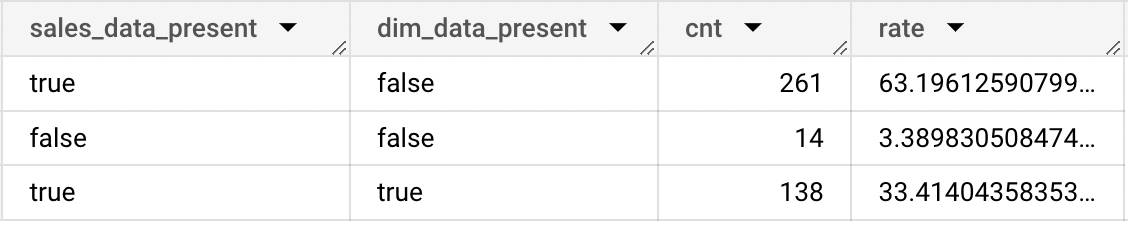 sales_data_present dim_data_present cnt rate
true false 261 63.19612590799...
false false 14 3.389830508474...
true true 138 33.41404358353...